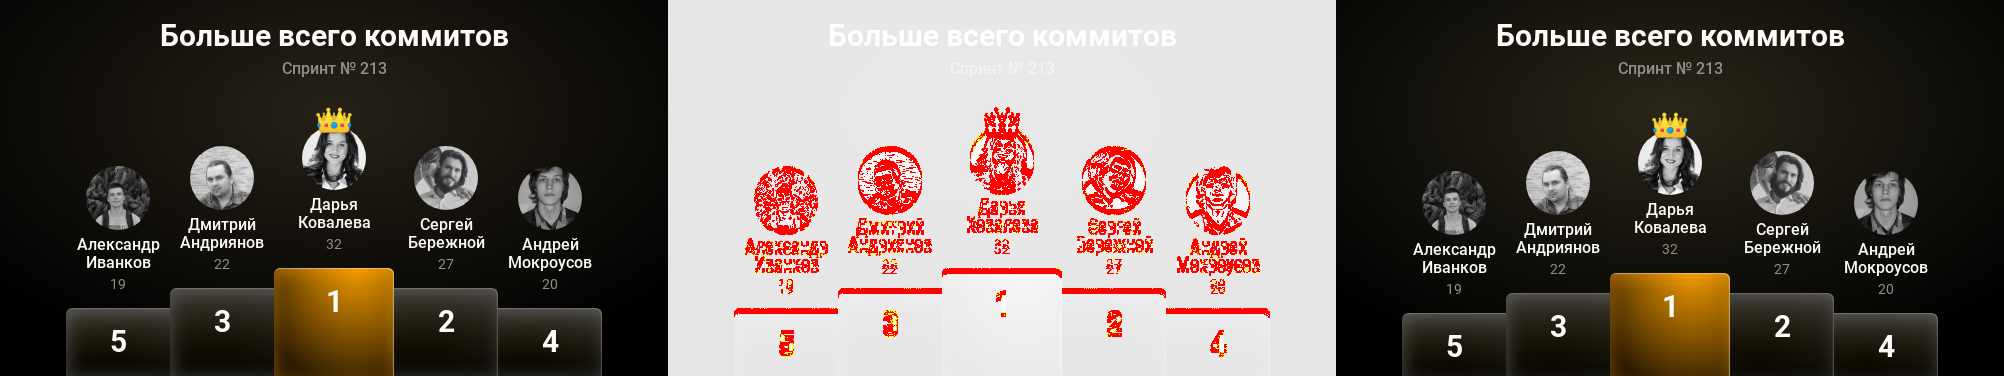 Больше всего коммитов
Спринт № 213
Дарья
Ковалева
32
Дмитрий
Андриянов
22
Сергей
Бережной
27
Александр
Иванков
19
Андрей
Мокроусов
20
1
3
2
5
4
Больше всего коммитов
Спринт № 213
Дарья
Ковалева
32
Дмитрий
Андриянов
22
Сергей
Бережной
27
Александр
Иванков
19
Андрей
Мокроусов
20
1
3
2
5
4
Больше всего коммитов
Спринт № 213
Дарья
Ковалева
32
Дмитрий
Андриянов
22
Сергей
Бережной
27
Александр
Иванков
19
Андрей
Мокроусов
20
1
3
2
5
4